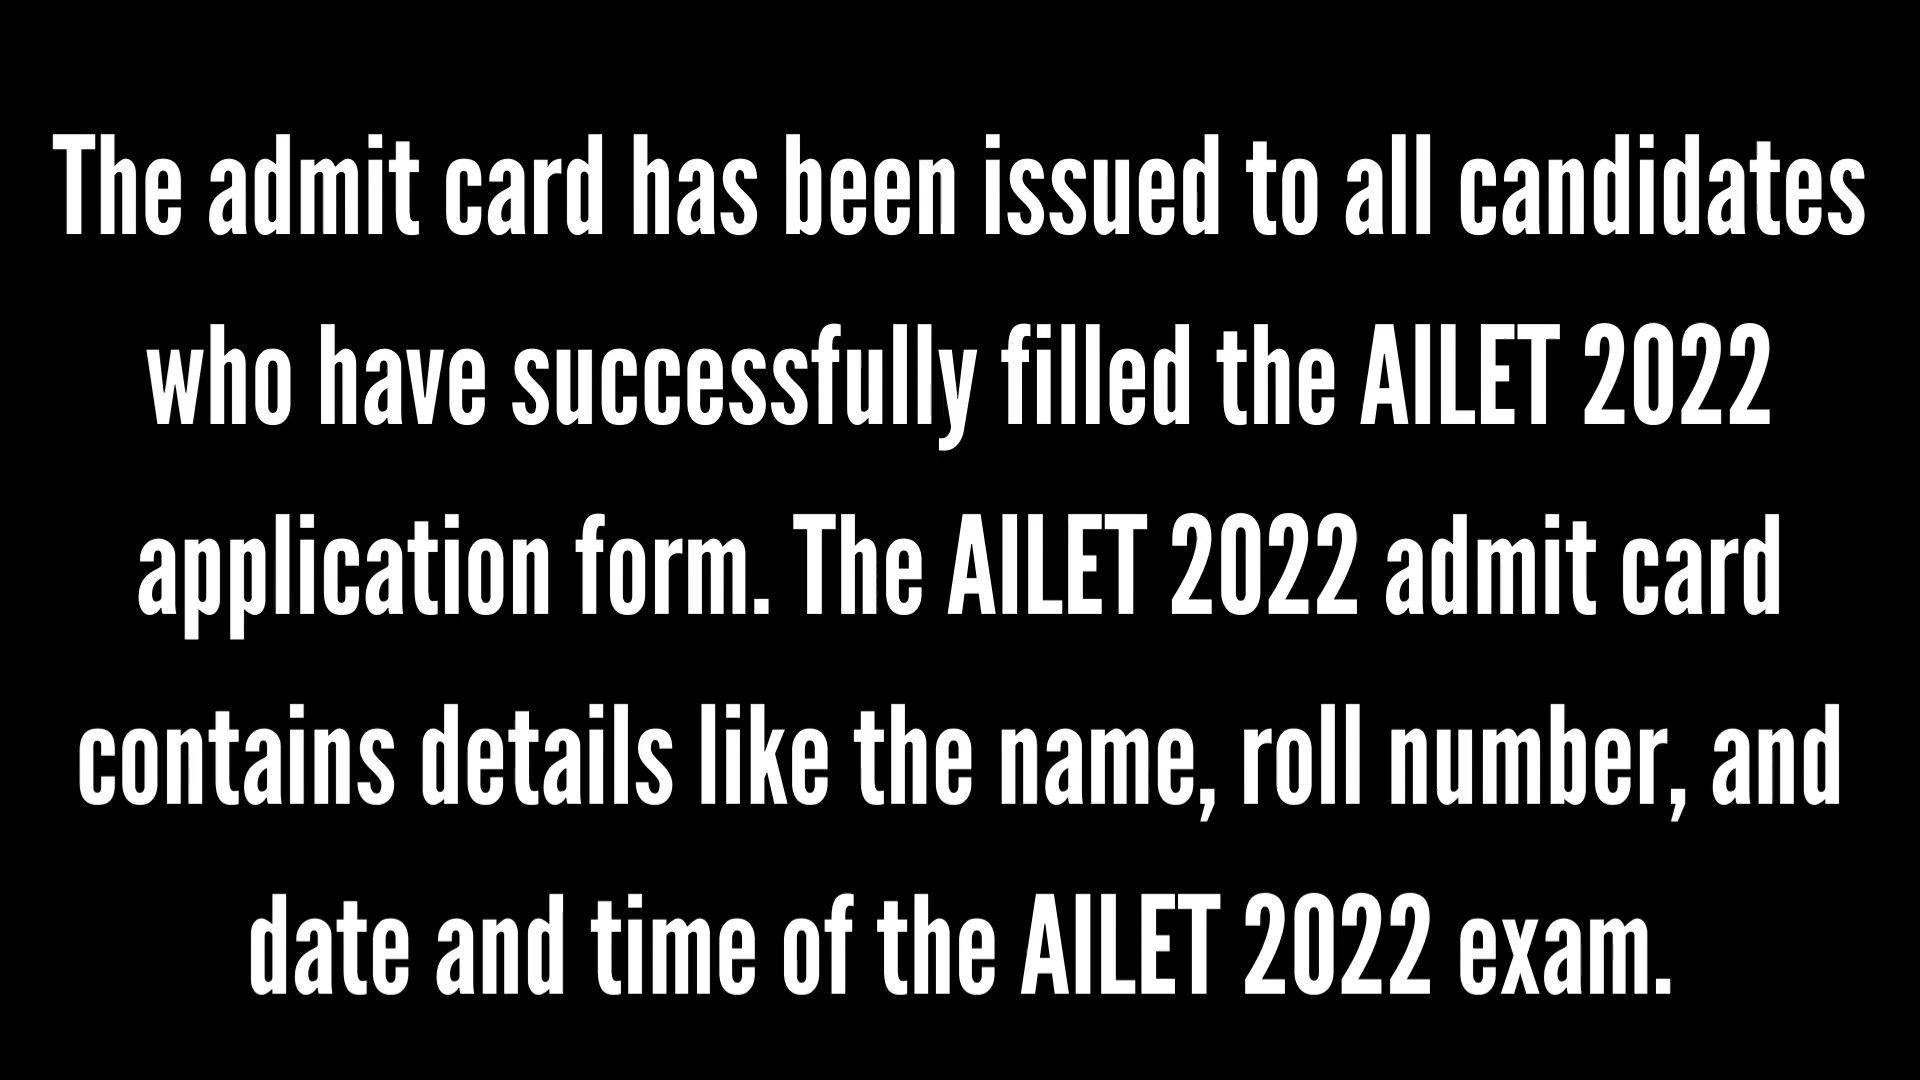 The admit card has been issued to all candidates
who have successfully filled the AILET 2022
application form. The AILET 2022 admit card
contains details like the name, roll number, and
date and time of the AILET 2022 exam.